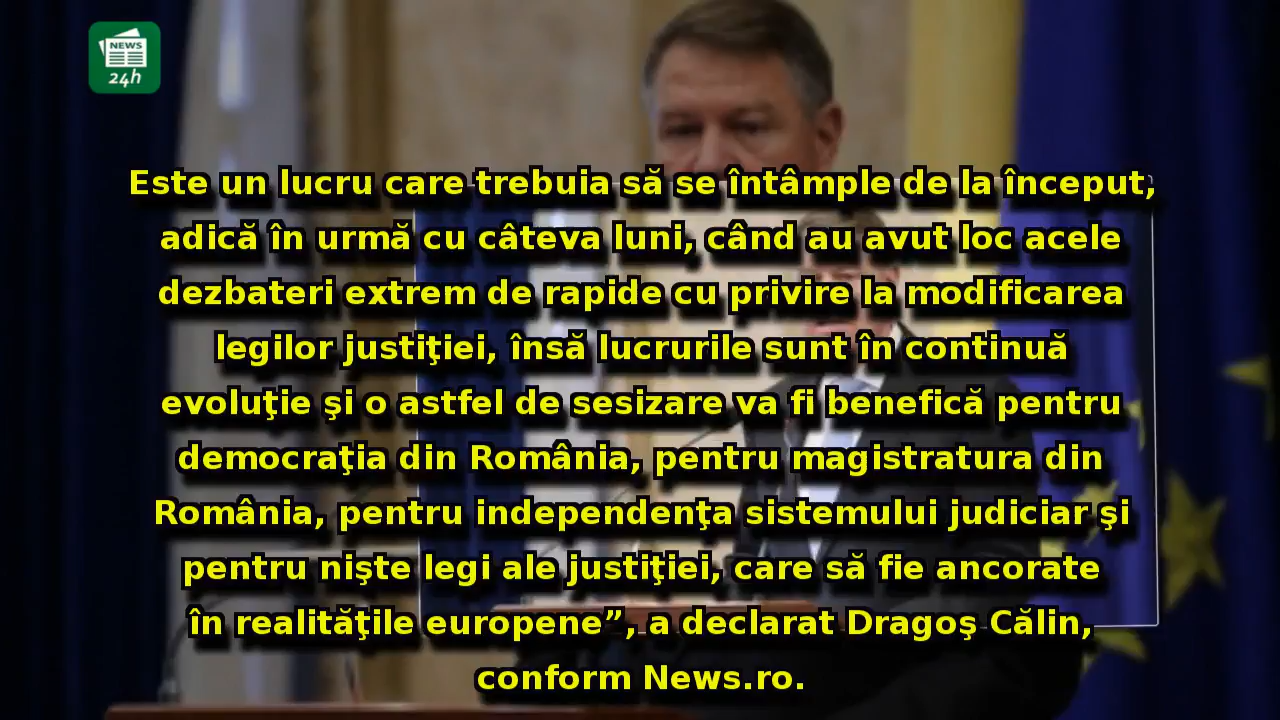 NEWS
24h
Este un lucru care trebuia să se întâmple de la început,
adică în urmă cu câteva luni, când au avut loc acele
dezbateri extrem de rapide cu privire la modificarea
legilor justiţiei, însă lucrurile sunt în continuă
evoluţie şi o astfel de sesizare va fi benefică pentru
democraţia din România, pentru magistratura din
România, pentru independenţa sistemului judiciar şi
pentru nişte legi ale justiţiei, care să fie ancorate
în realităţile europene”, a declarat Dragoş Călin,
conform News.ro.